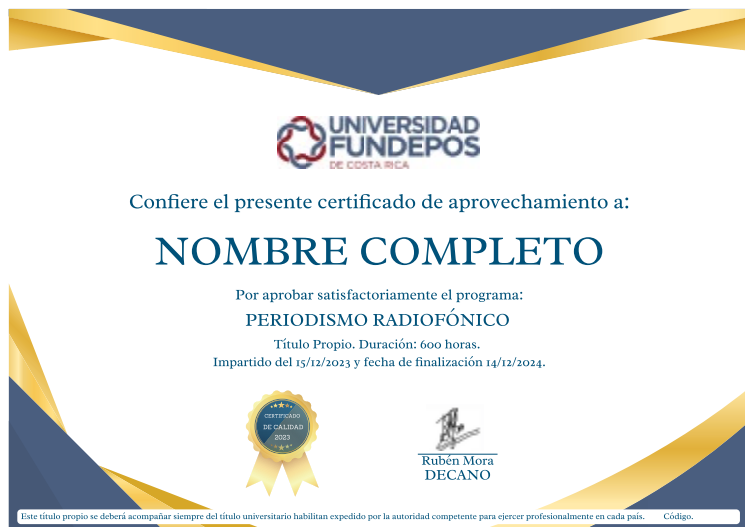 UNIVERSIDAD
FUNDEPOS
DE COSTA RICA
Confiere el presente certificado de aprovechamiento a:
NOMBRE COMPLETO
Por aprobar satisfactoriamente el programa:
PERIODISMO RADIOFÓNICO
Título Propio. Duración: 600 horas.
Impartido del 15/12/2023 y fecha de finalización 14/12/2024.
CERTIFICADO
DE CALIDAD
2023
Rubén Mora
DECANO
Este título propio se deberá acompañar siempre del título universitario habilitan expedido por la autoridad competente para ejercer profesionalmente en cada país. Código.